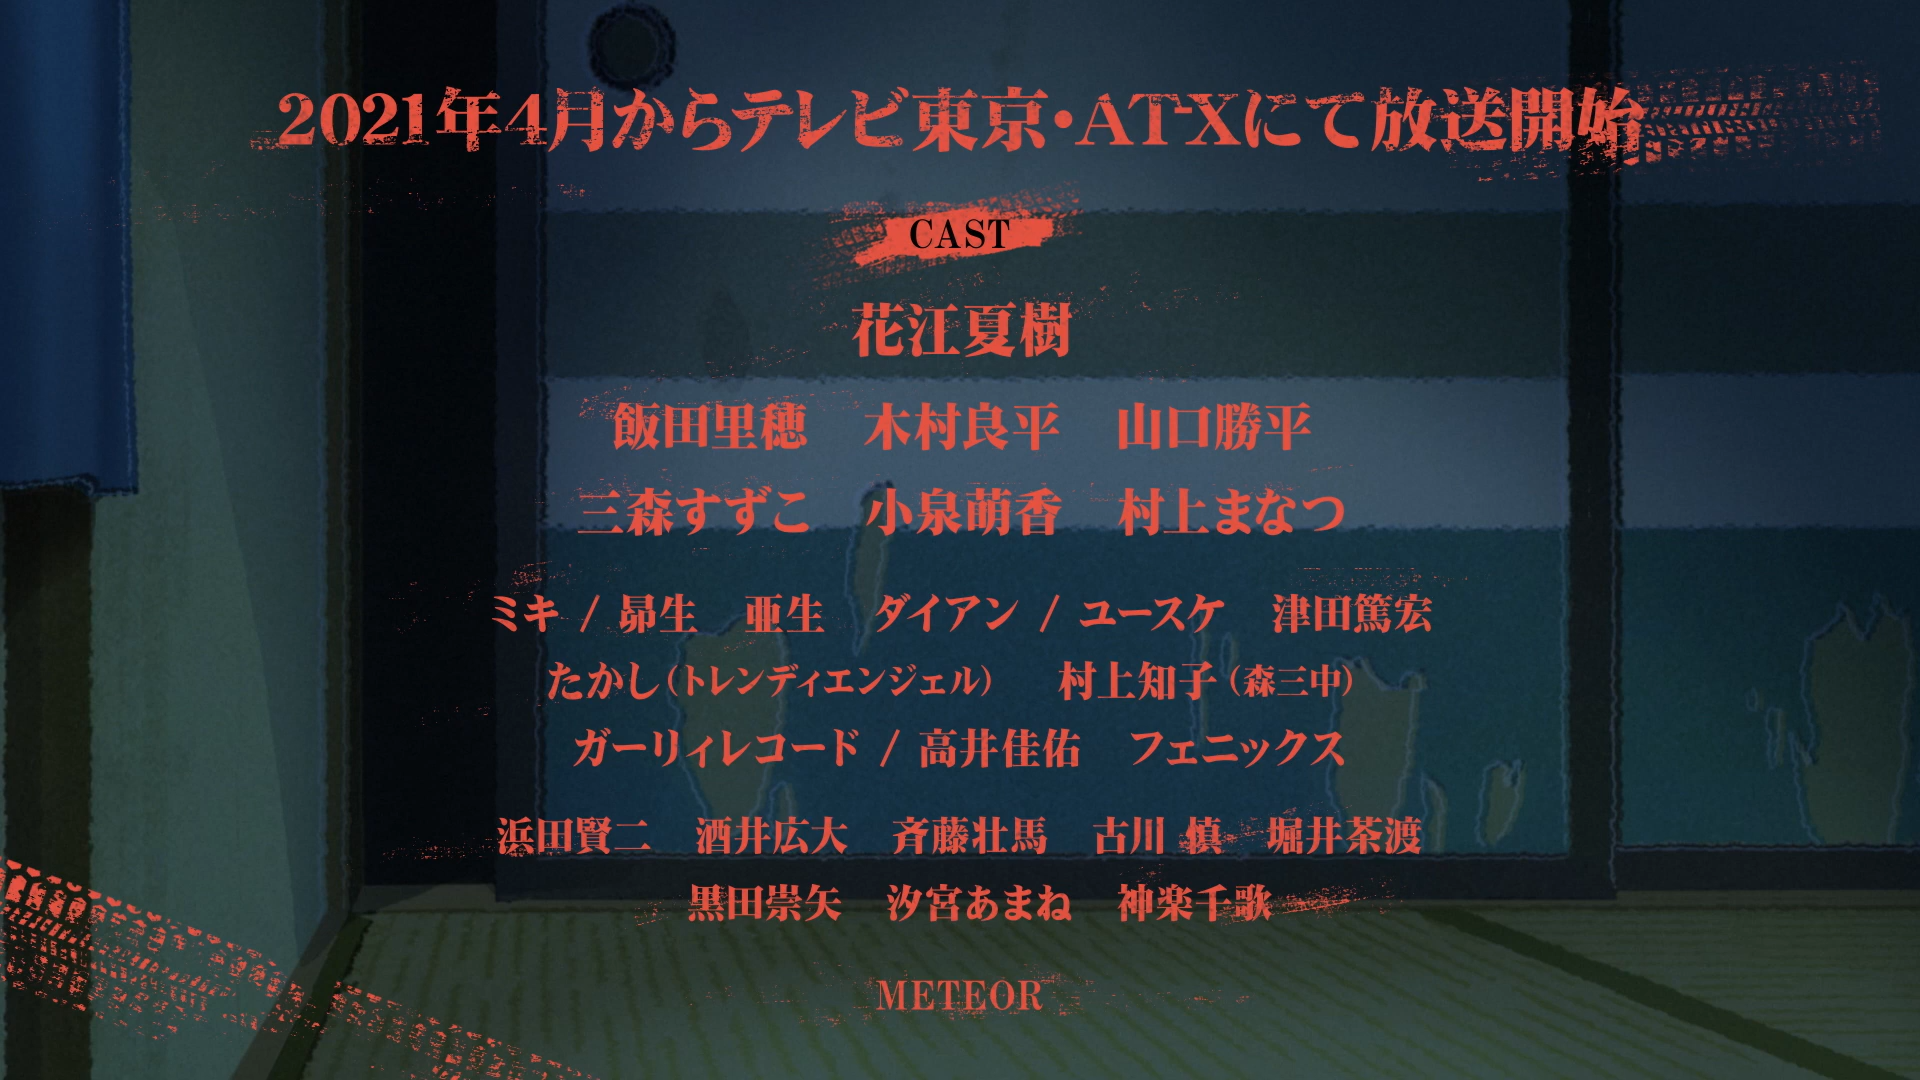 2021年4月からテレビ東京・AT-Xにて放送開始
CAST
花江夏樹
飯田里穂　木村良平　山口勝平
三森すずこ　小泉萌香　村上まなつ
ミキ / 昴生　亜生　ダイアン / ユースケ　津田篤宏
たかし（トレンディエンジェル）　村上知子（森三中）
ガーリィレコード / 高井佳佑　フェニックス
浜田賢二　酒井広大　斉藤壮馬　古川 慎　堀井茶渡
黒田崇矢　汐宮あまね　神楽千歌
METEOR